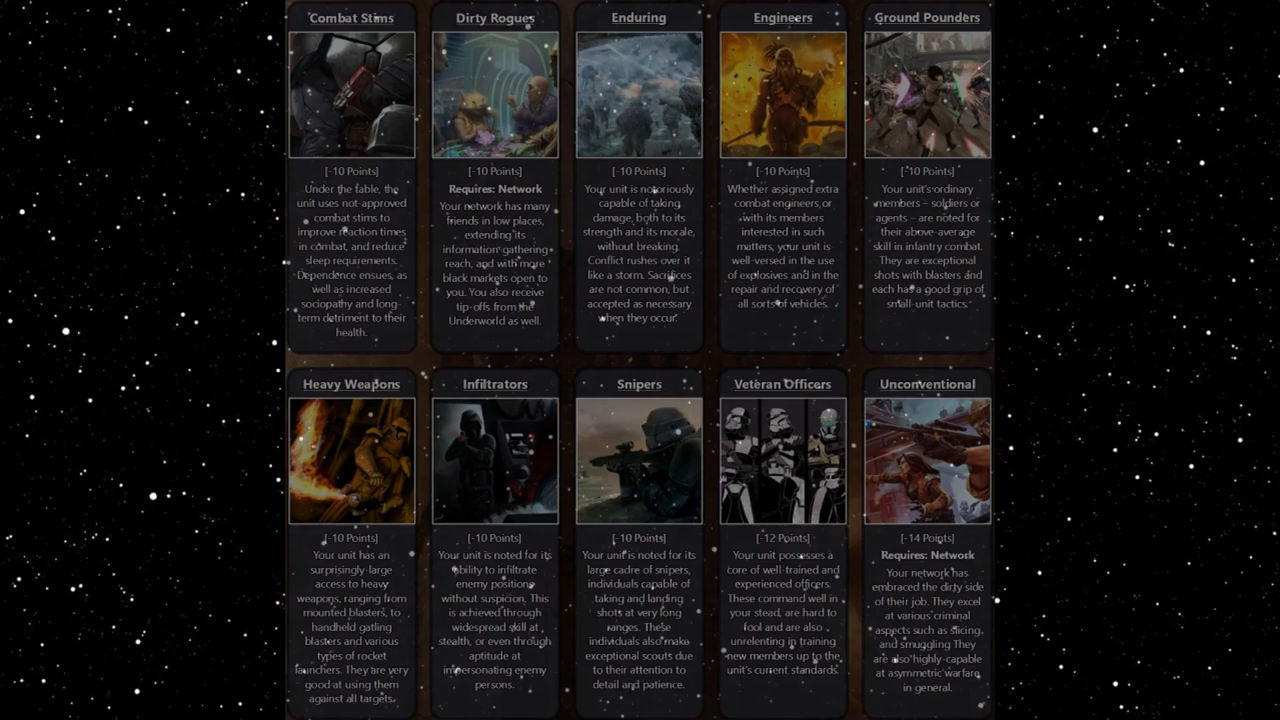 Combat Stims
[-10 Points]
Under the table, the
unit uses not-approved
combat stims to
improve reaction times
in combat, and reduce
sleep requirements.
Dependence ensues, as
well as increased
sociopathy and long-
term detriment to their
health.
Dirty Rogues
[-10 Points]
Requires: Network
Your network has many
friends in low places,
extending its
information gathering
reach, and with more
black markets open to
you. You also receive
tip-offs from the
Underworld as well.
Enduring
[-10 Points]
Your unit is notoriously
capable of taking
damage, both to its
strength and its morale,
without breaking.
Conflict rushes over it
like a storm. Sacrifices
are not common, but
accepted as necessary
when they occur.
Engineers
[-10 Points]
Whether assigned extra
combat engineers or
with its members
interested in such
matters, your unit is
well-versed in the use
of explosives and in the
repair and recovery of
all sorts of vehicles.
Ground Pounders
[-10 Points]
Your unit's ordinary
members – soldiers or
agents – are noted for
their above-average
skill in infantry combat.
They are exceptional
shots with blasters and
each has a good grip of
small-unit tactics.
Heavy Weapons
[-10 Points]
Your unit has an
surprisingly-large
access to heavy
weapons, ranging from
mounted blasters, to
handheld gatling
blasters and various
types of rocket
launchers. They are very
good at using them
against all targets.
Infiltrators
[-10 Points]
Your unit is noted for its
ability to infiltrate
enemy positions
without suspicion. This
is achieved through
widespread skill at
stealth, or even through
aptitude at
impersonating enemy
persons.
Snipers
[-10 Points]
Your unit is noted for its
large cadre of snipers,
individuals capable of
taking and landing
shots at very long
ranges. These
individuals also make
exceptional scouts due
to their attention to
detail and patience.
Veteran Officers
[-12 Points]
Your unit possesses a
core of well-trained and
experienced officers.
These command well in
your stead, are hard to
fool and are also
unrelenting in training
new members up to the
unit's current standards.
Unconventional
[-14 Points]
Requires: Network
Your network has
embraced the dirty side
of their job. They excel
at various criminal
aspects such as slicing,
and smuggling They
are also highly-capable
at asymmetric warfare
in general.